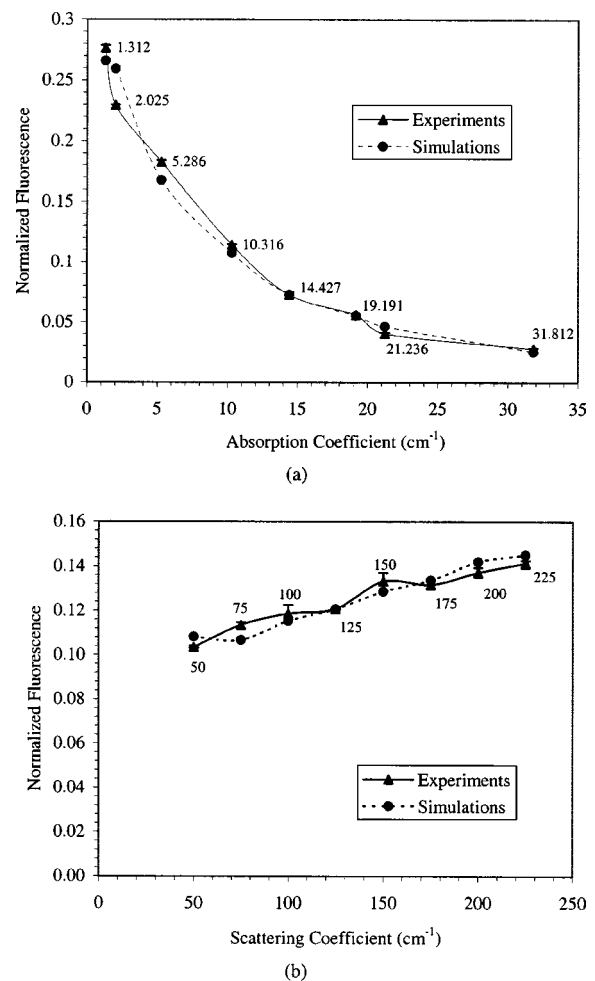 0.3
0.25
0.2
0.15
0.1
0.05
0
Normalized Fluorescence
1.312
2.025
5.286
10.316
14.427
19.191
21.236
31.812
Experiments
Simulations
0 5 10 15 20 25 30 35
Absorption Coefficient (cm⁻¹)
(a)
0.16
0.14
0.12
0.10
0.08
0.06
0.04
0.02
0.00
Normalized Fluorescence
50
75
100
125
150
175
200
225
Experiments
Simulations
0 50 100 150 200 250
Scattering Coefficient (cm⁻¹)
(b)